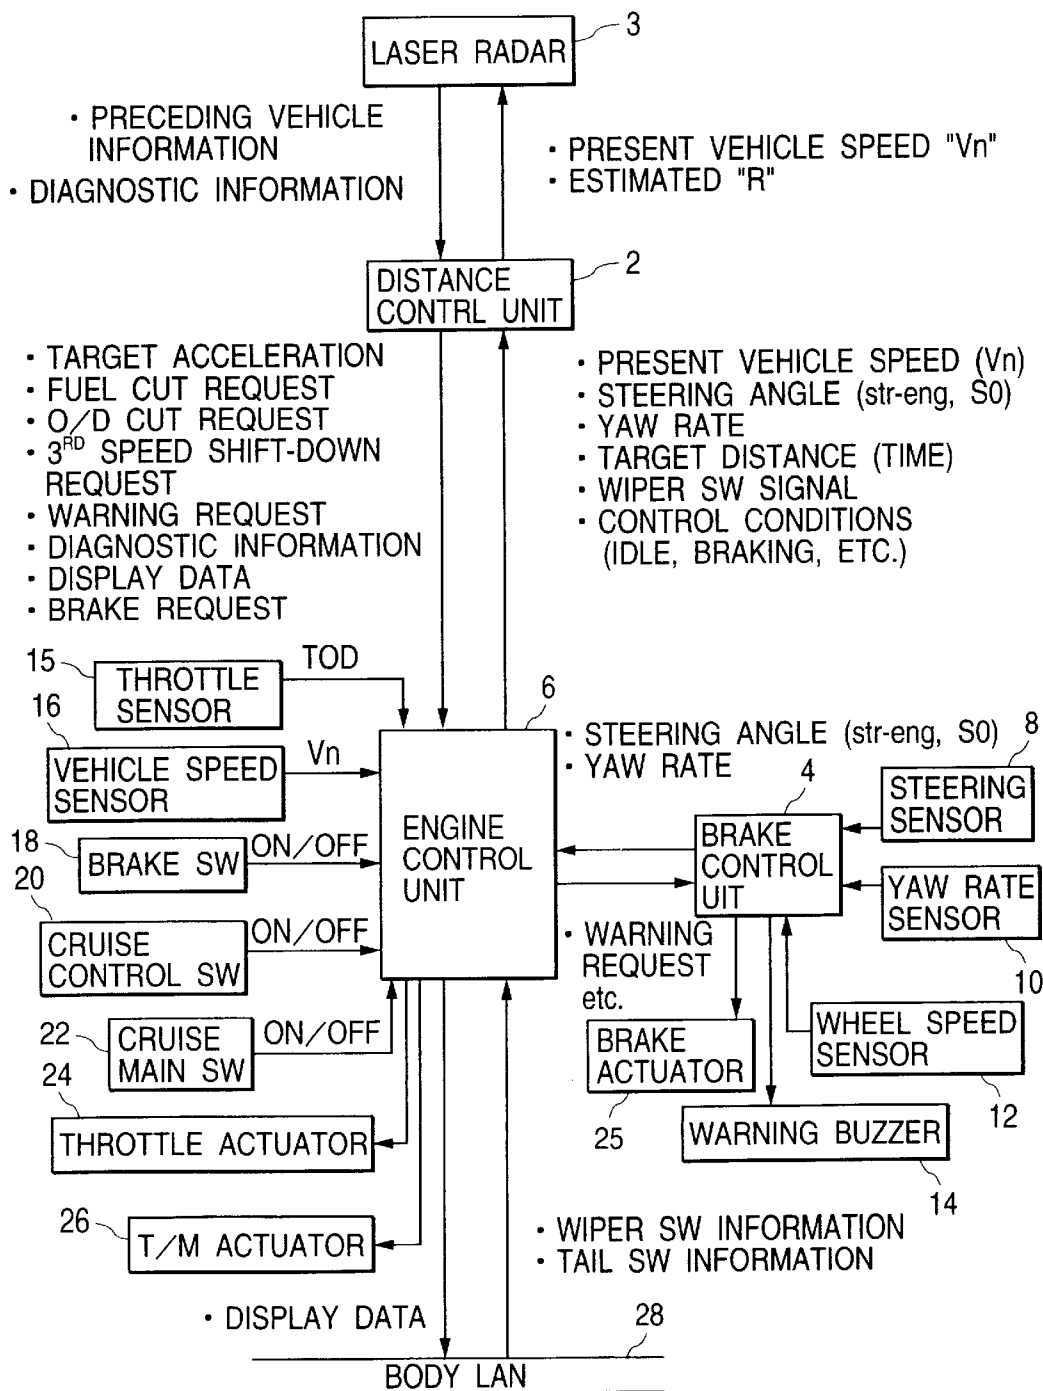 3
LASER RADAR
• PRECEDING VEHICLE
INFORMATION
• DIAGNOSTIC INFORMATION
• PRESENT VEHICLE SPEED "Vn"
• ESTIMATED "R"
2
DISTANCE
CONTRL UNIT
• TARGET ACCELERATION
• FUEL CUT REQUEST
• O/D CUT REQUEST
• 3RD SPEED SHIFT-DOWN
REQUEST
• WARNING REQUEST
• DIAGNOSTIC INFORMATION
• DISPLAY DATA
• BRAKE REQUEST
• PRESENT VEHICLE SPEED (Vn)
• STEERING ANGLE (str-eng, S0)
• YAW RATE
• TARGET DISTANCE (TIME)
• WIPER SW SIGNAL
• CONTROL CONDITIONS
(IDLE, BRAKING, ETC.)
15
THROTTLE
SENSOR
TOD
16
VEHICLE SPEED
SENSOR
Vn
18
BRAKE SW
ON/OFF
20
CRUISE
CONTROL SW
ON/OFF
22
CRUISE
MAIN SW
ON/OFF
24
THROTTLE ACTUATOR
26
T/M ACTUATOR
6
ENGINE
CONTROL
UNIT
• STEERING ANGLE (str-eng, S0)
• YAW RATE
4
BRAKE
CONTROL
UIT
8
STEERING
SENSOR
YAW RATE
SENSOR
10
• WARNING
REQUEST
etc.
BRAKE
ACTUATOR
25
WHEEL SPEED
SENSOR
12
WARNING BUZZER
14
• WIPER SW INFORMATION
• TAIL SW INFORMATION
• DISPLAY DATA
28
BODY LAN